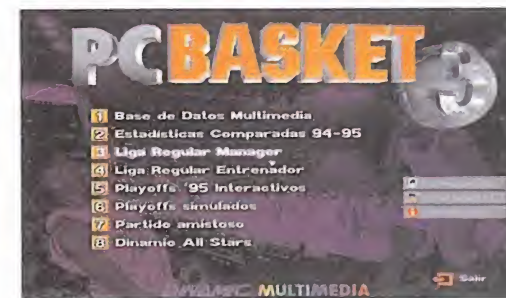 PC BASKET 3
1 Base de Datos Multimedia
2 Estadísticas Comparadas 94-95
3 Liga Regular Manager
4 Liga Regular Entrenador
5 Playoffs '95 Interactivos
6 Playoffs simulados
7 Partido amistoso
8 Dinamic All Stars
Salir
DINAMIC MULTIMEDIA